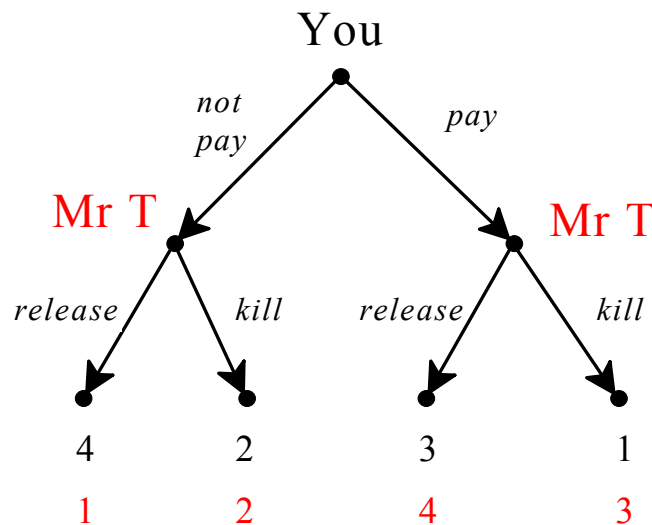 You
not
pay
pay
Mr T
Mr T
release
kill
release
kill
4 2 3 1
1 2 4 3